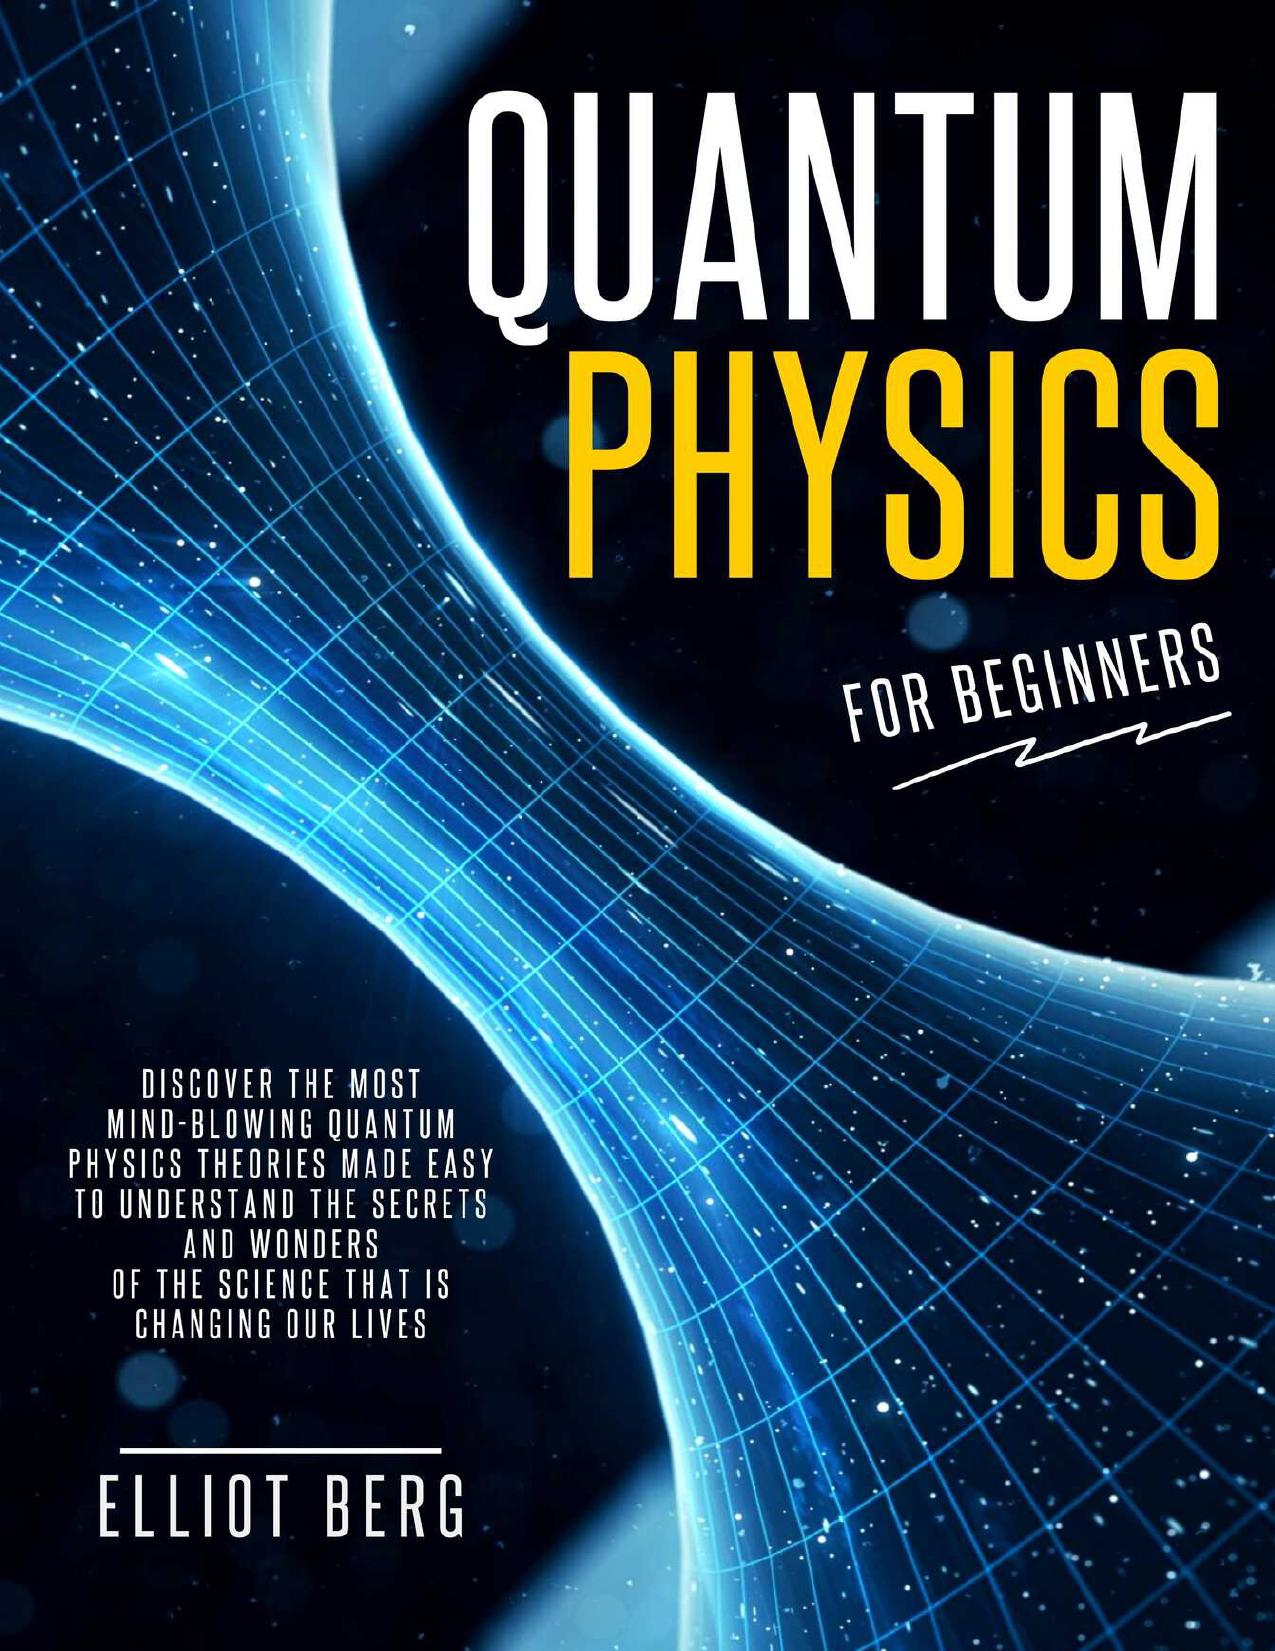 QUANTUM
PHYSICS
FOR BEGINNERS
DISCOVER THE MOST
MIND-BLOWING QUANTUM
PHYSICS THEORIES MADE EASY
TO UNDERSTAND THE SECRETS
AND WONDERS
OF THE SCIENCE THAT IS
CHANGING OUR LIVES
ELLIOT BERG